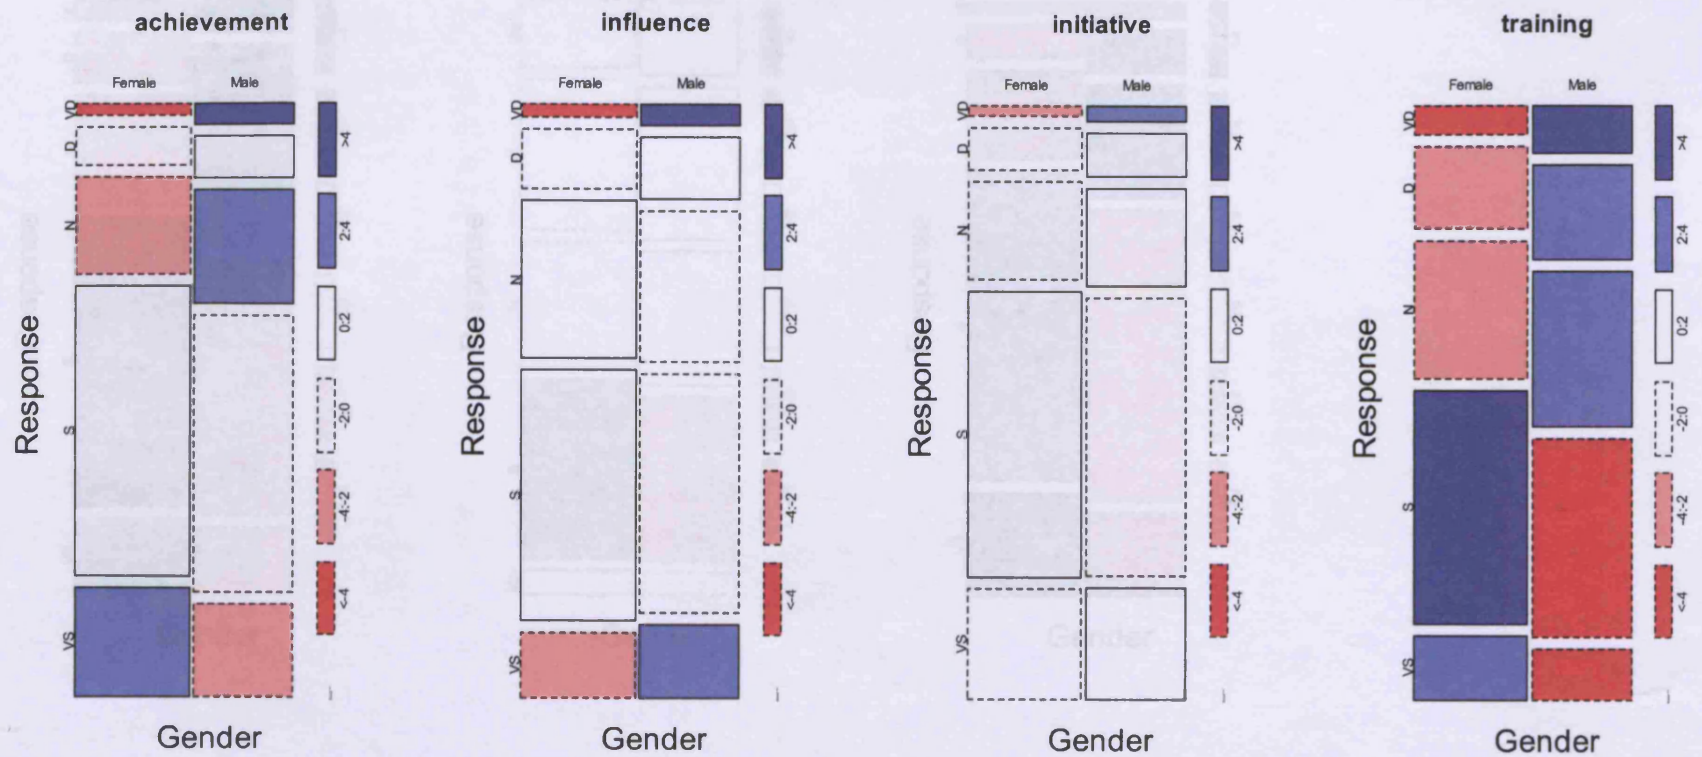 achievement
Female Male
VD
D
N
S
VS
Response
Gender
>4
2:4
0:2
-2:0
-4:-2
<-4
influence
Female Male
VD
D
N
S
VS
Response
Gender
>4
2:4
0:2
-2:0
-4:-2
<-4
initiative
Female Male
VD
D
N
S
VS
Response
Gender
>4
2:4
0:2
-2:0
-4:-2
<-4
training
Female Male
VD
D
N
S
VS
Response
Gender
>4
2:4
0:2
-2:0
-4:-2
<-4